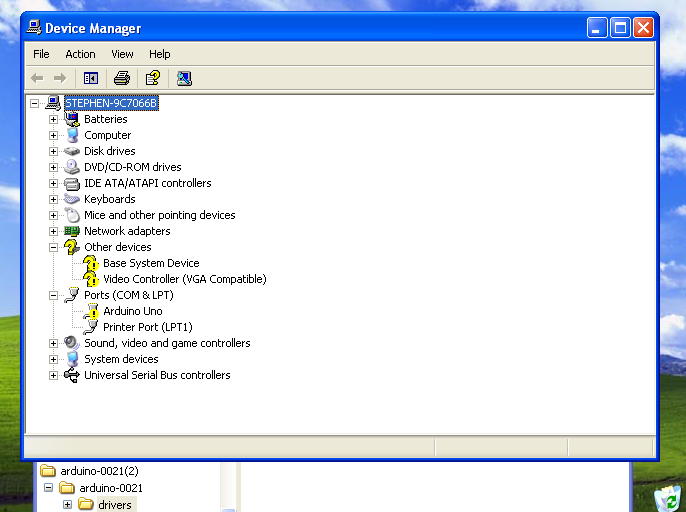 Device Manager
File Action View Help
STEPHEN-9C7066B
Batteries
Computer
Disk drives
DVD/CD-ROM drives
IDE ATA/ATAPI controllers
Keyboards
Mice and other pointing devices
Network adapters
Other devices
Base System Device
Video Controller (VGA Compatible)
Ports (COM & LPT)
Arduino Uno
Printer Port (LPT1)
Sound, video and game controllers
System devices
Universal Serial Bus controllers
arduino-0021(2)
arduino-0021
drivers